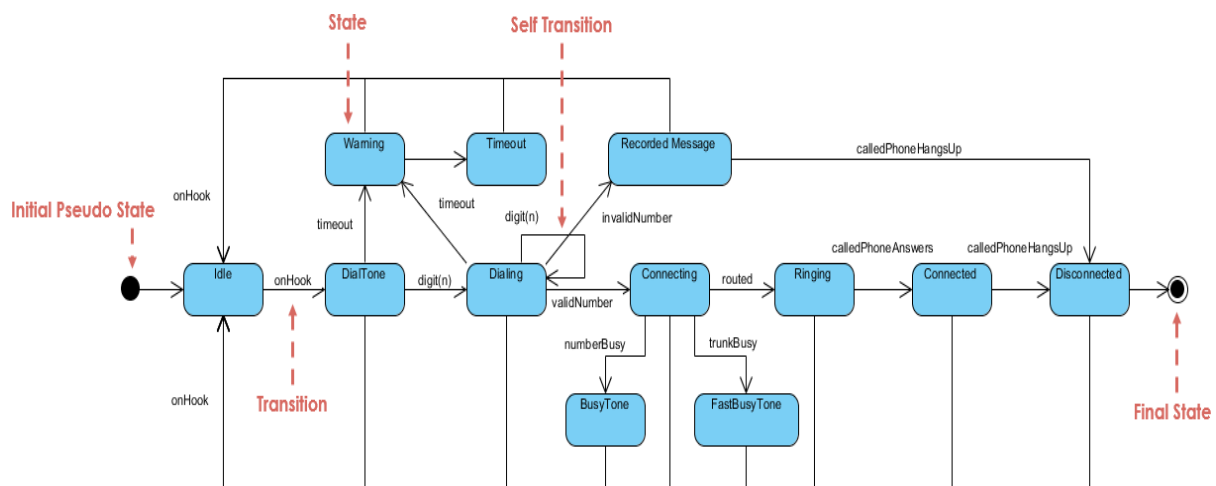 State
Self Transition
Warning
Timeout
Recorded Message
calledPhoneHangsUp
onHook
Initial Pseudo State
timeout
timeout
digit(n)
invalidNumber
calledPhoneAnswers
calledPhoneHangsUp
Idle
onHook
DialTone
digit(n)
Dialing
validNumber
Connecting
routed
Ringing
Connected
Disconnected
numberBusy
trunkBusy
onHook
Transition
BusyTone
FastBusyTone
Final State